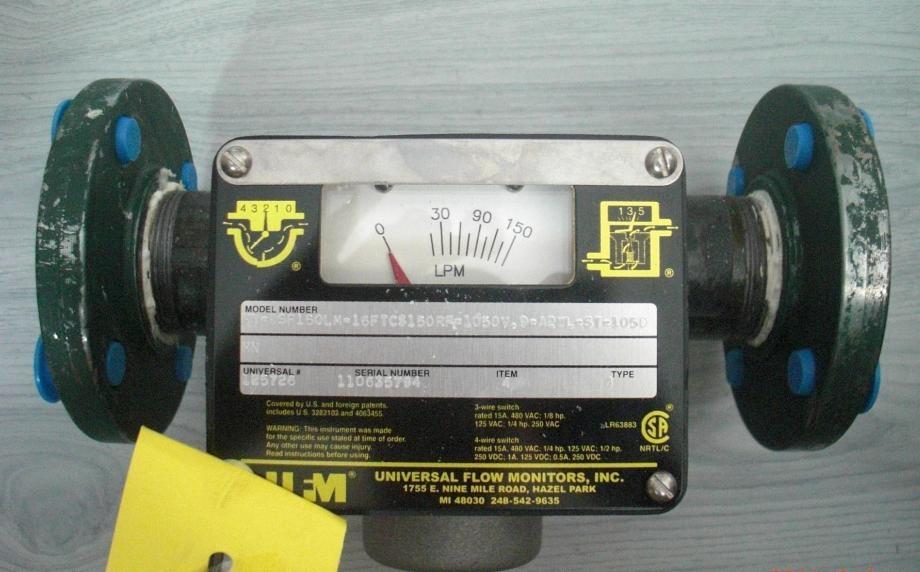 4 3 2 1 0
®
0 30 90 150
LPM
1 3 5
®
MODEL NUMBER
UNIVERSAL # SERIAL NUMBER ITEM TYPE
125726 110635794 4
Covered by U.S. and foreign patents.
includes U.S. 3282102 and 4063455.
WARNING: This instrument was made
for the specific use stated at time of order.
Any other use may cause injury.
Read instructions before using.
3-wire switch
rated 15A. 480 VAC; 1/8 hp.
125 VAC; 1/4 hp. 250 VAC
4-wire switch
rated 15A, 480 VAC, 1/4 hp. 125 VAC; 1/2 hp.
250 VDC; 1A, 125 VDC; 0.5A, 250 VDC
LR63883
®
NRTL/C
UFM®
UNIVERSAL FLOW MONITORS, INC.
1755 E. NINE MILE ROAD, HAZEL PARK
MI 48030 248-542-9635